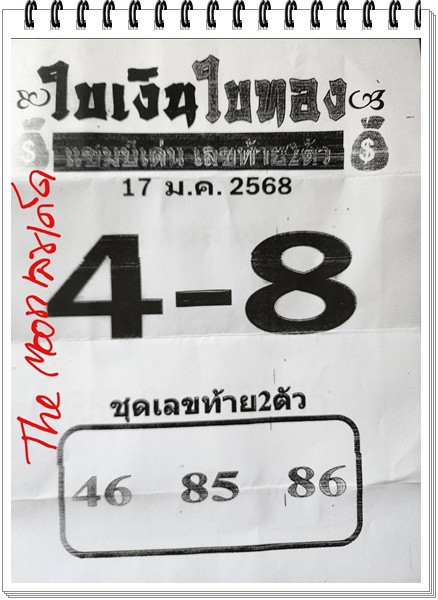 ใบเงินใบทอง
แชมป์เด่น เลขท้าย2ตัว
17 ม.ค. 2568
4-8
ชุดเลขท้าย2ตัว
46 85 86
The Moon